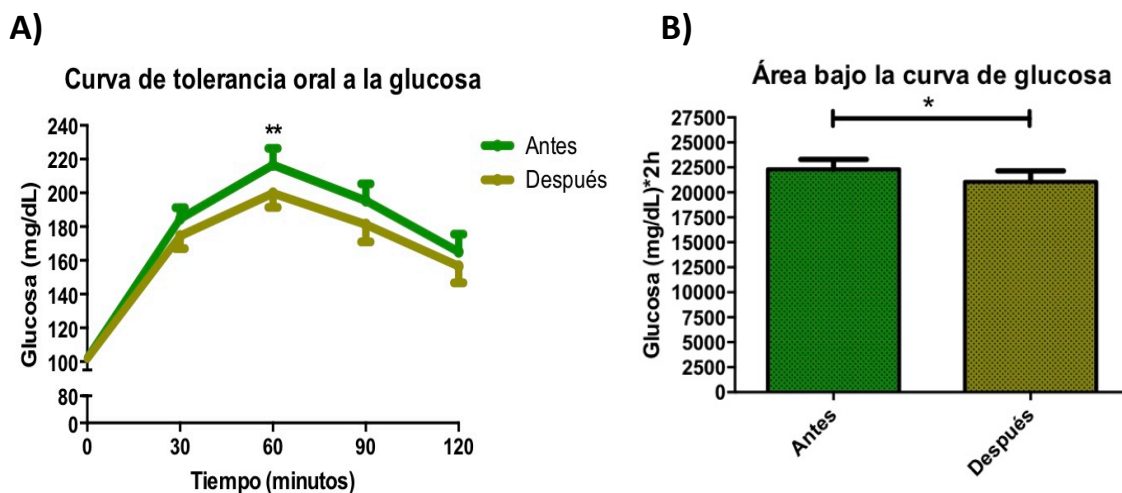 A)
Curva de tolerancia oral a la glucosa
**
Antes
Después
Glucosa (mg/dL)
240
220
200
180
160
140
120
100
80
0
0 30 60 90 120
Tiempo (minutos)
B)
Área bajo la curva de glucosa
*
Glucosa (mg/dL)*2h
27500
25000
22500
20000
17500
15000
12500
10000
7500
5000
2500
0
Antes
Después